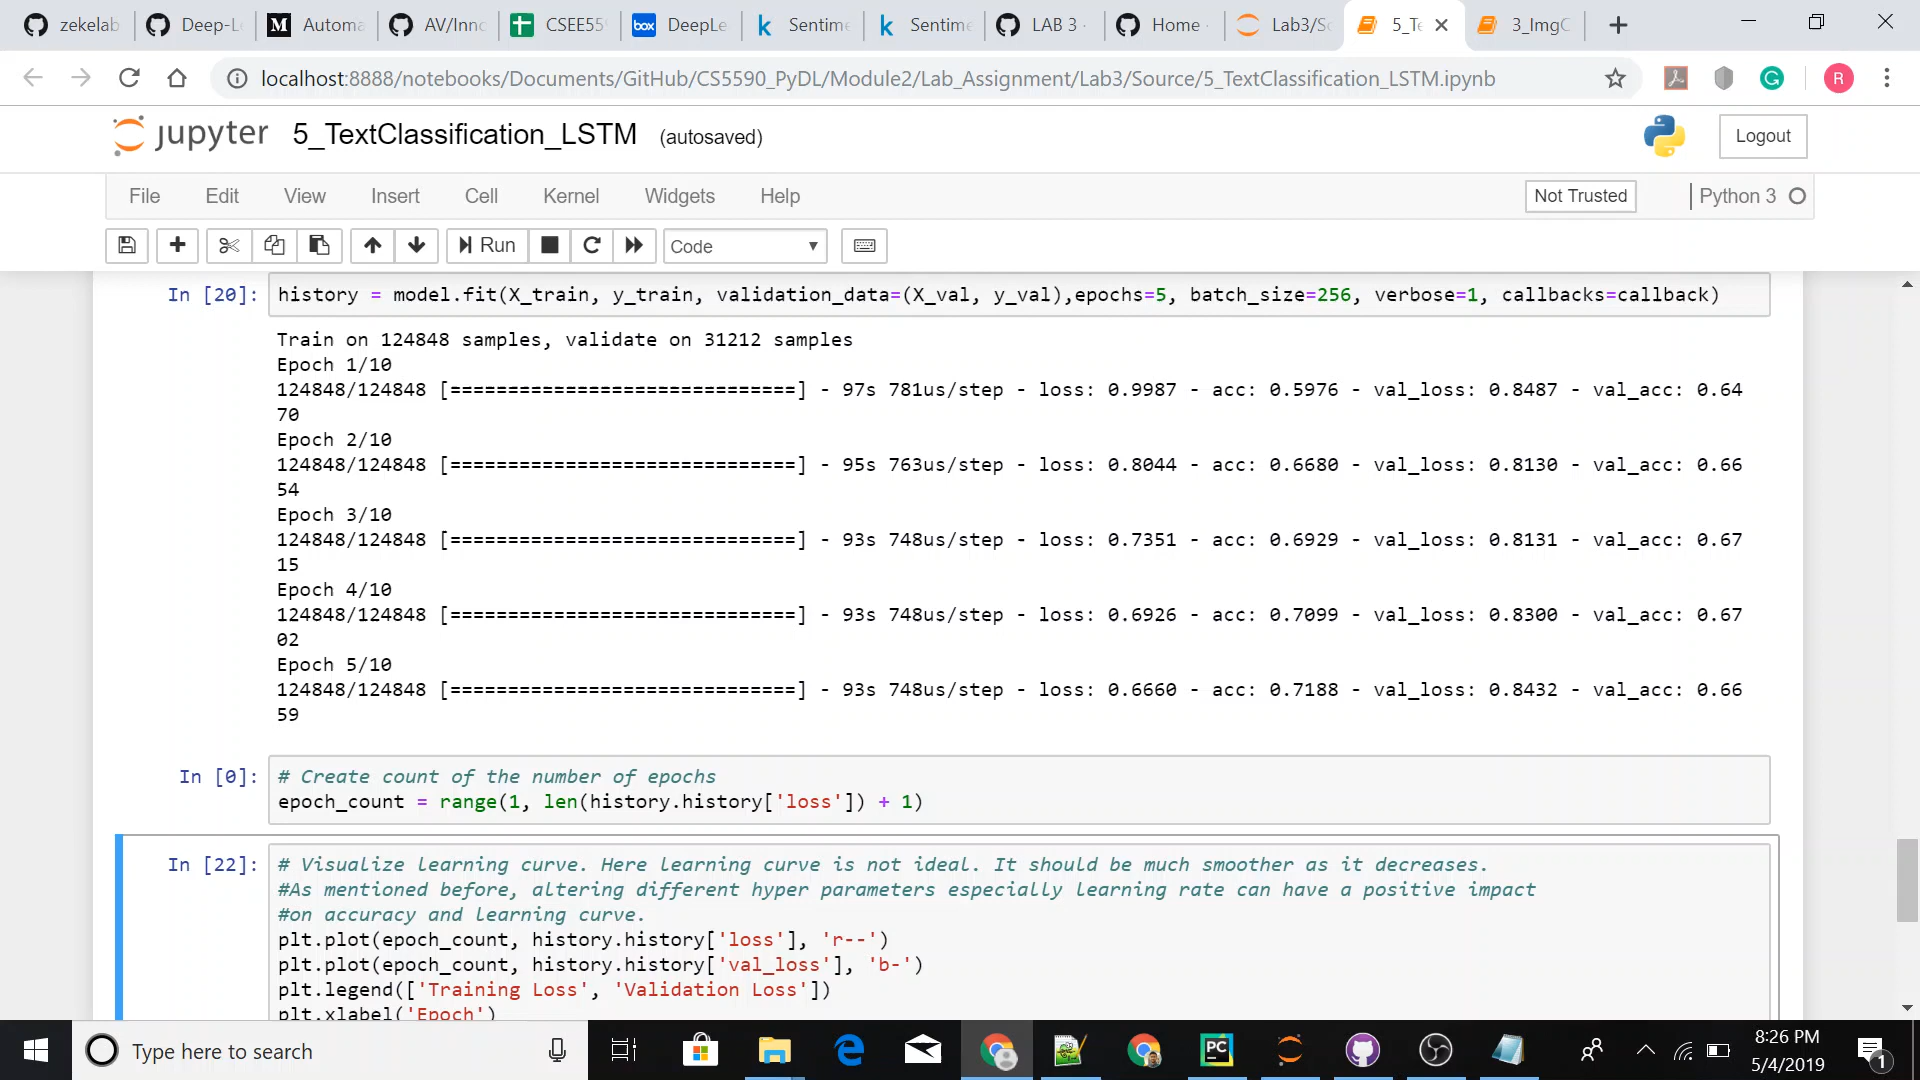 zekelab
Deep-Le
Automa
AV/Inno
CSEE55
DeepLe
Sentime
Sentime
LAB 3 -
Home -
Lab3/So
5_Te
3_ImgC
localhost:8888/notebooks/Documents/GitHub/CS5590_PyDL/Module2/Lab_Assignment/Lab3/Source/5_TextClassification_LSTM.ipynb
R
jupyter 5_TextClassification_LSTM (autosaved)
Logout
File Edit View Insert Cell Kernel Widgets Help
Not Trusted
Python 3
Run
Code
In [20]: history = model.fit(X_train, y_train, validation_data=(X_val, y_val),epochs=5, batch_size=256, verbose=1, callbacks=callback)
Train on 124848 samples, validate on 31212 samples
Epoch 1/10
124848/124848 [==============================] - 97s 781us/step - loss: 0.9987 - acc: 0.5976 - val_loss: 0.8487 - val_acc: 0.64
70
Epoch 2/10
124848/124848 [==============================] - 95s 763us/step - loss: 0.8044 - acc: 0.6680 - val_loss: 0.8130 - val_acc: 0.66
54
Epoch 3/10
124848/124848 [==============================] - 93s 748us/step - loss: 0.7351 - acc: 0.6929 - val_loss: 0.8131 - val_acc: 0.67
15
Epoch 4/10
124848/124848 [==============================] - 93s 748us/step - loss: 0.6926 - acc: 0.7099 - val_loss: 0.8300 - val_acc: 0.67
02
Epoch 5/10
124848/124848 [==============================] - 93s 748us/step - loss: 0.6660 - acc: 0.7188 - val_loss: 0.8432 - val_acc: 0.66
59
In [0]: # Create count of the number of epochs
epoch_count = range(1, len(history.history['loss']) + 1)
In [22]: # Visualize learning curve. Here learning curve is not ideal. It should be much smoother as it decreases.
#As mentioned before, altering different hyper parameters especially learning rate can have a positive impact
#on accuracy and learning curve.
plt.plot(epoch_count, history.history['loss'], 'r--')
plt.plot(epoch_count, history.history['val_loss'], 'b-')
plt.legend(['Training Loss', 'Validation Loss'])
plt.xlabel('Epoch')
Type here to search
8:26 PM
5/4/2019
1